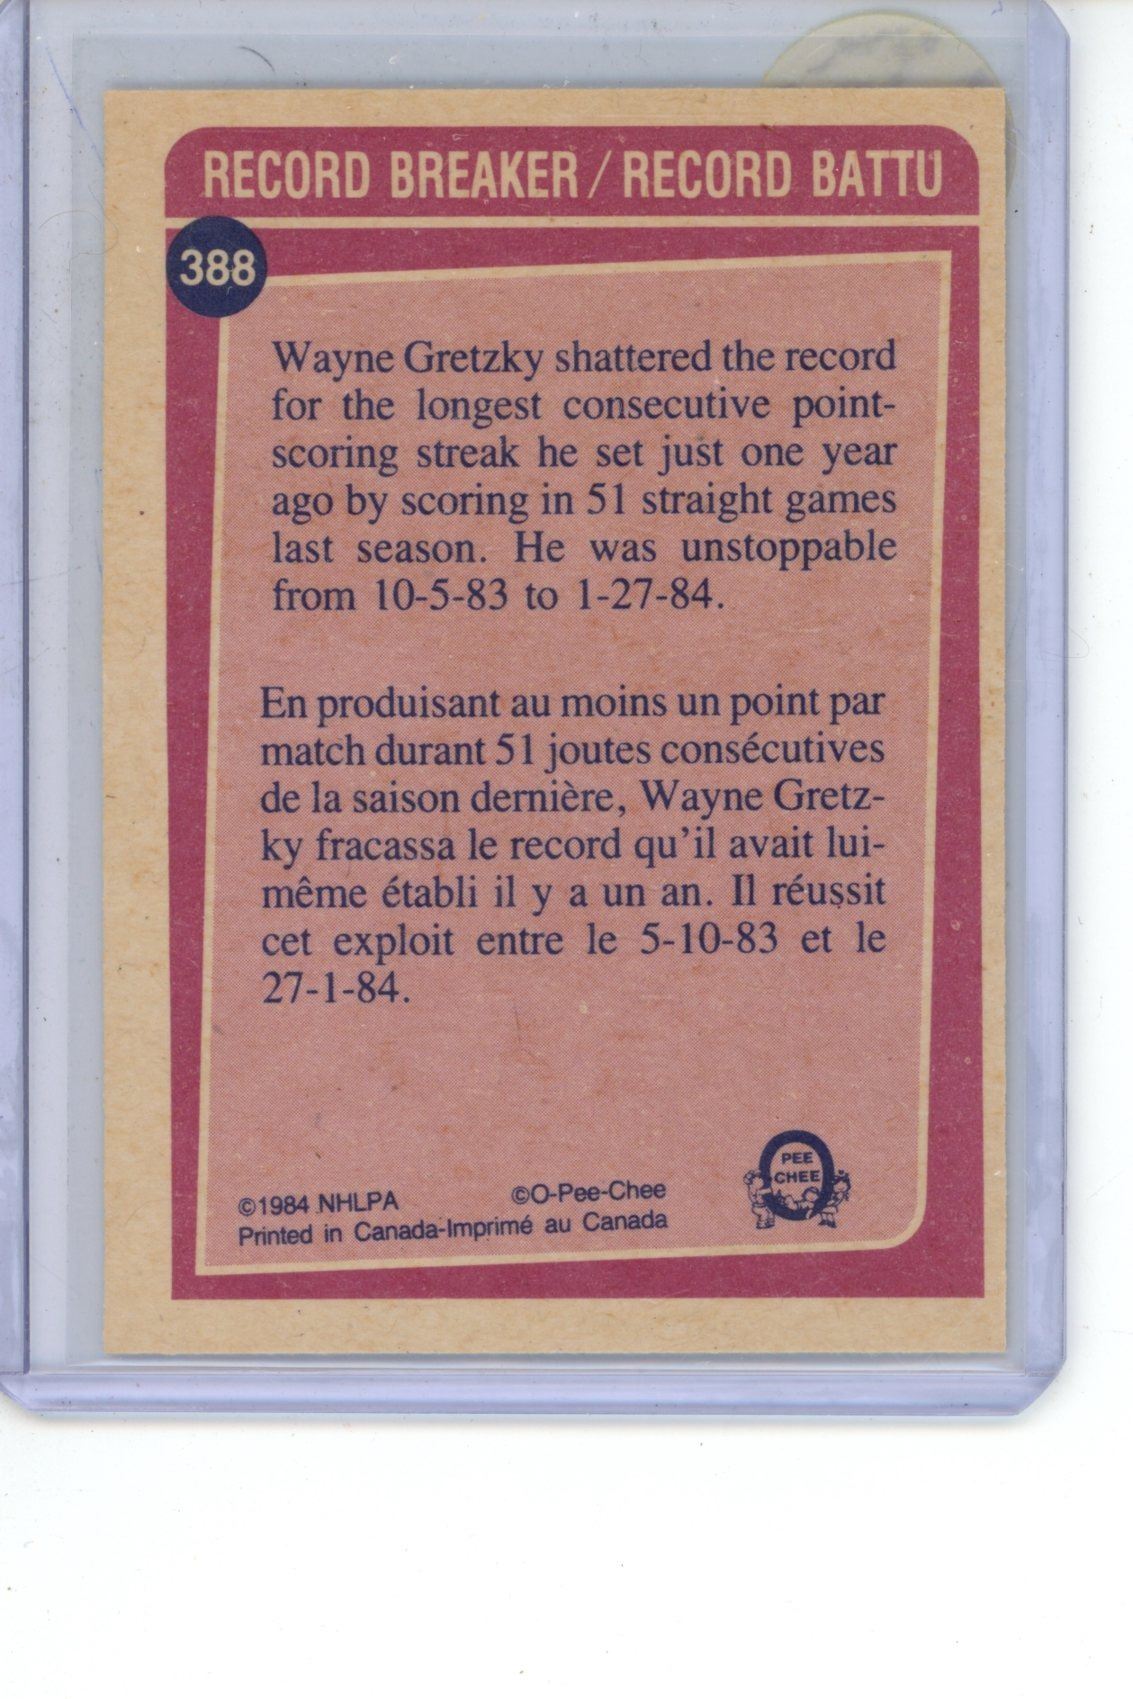 RECORD BREAKER / RECORD BATTU
388
Wayne Gretzky shattered the record
for the longest consecutive point-
scoring streak he set just one year
ago by scoring in 51 straight games
last season. He was unstoppable
from 10-5-83 to 1-27-84.
En produisant au moins un point par
match durant 51 joutes consécutives
de la saison dernière, Wayne Gretz-
ky fracassa le record qu'il avait lui-
même établi il y a un an. Il réussit
cet exploit entre le 5-10-83 et le
27-1-84.
©1984 NHLPA ©O-Pee-Chee
Printed in Canada-Imprimé au Canada
PEE
CHEE